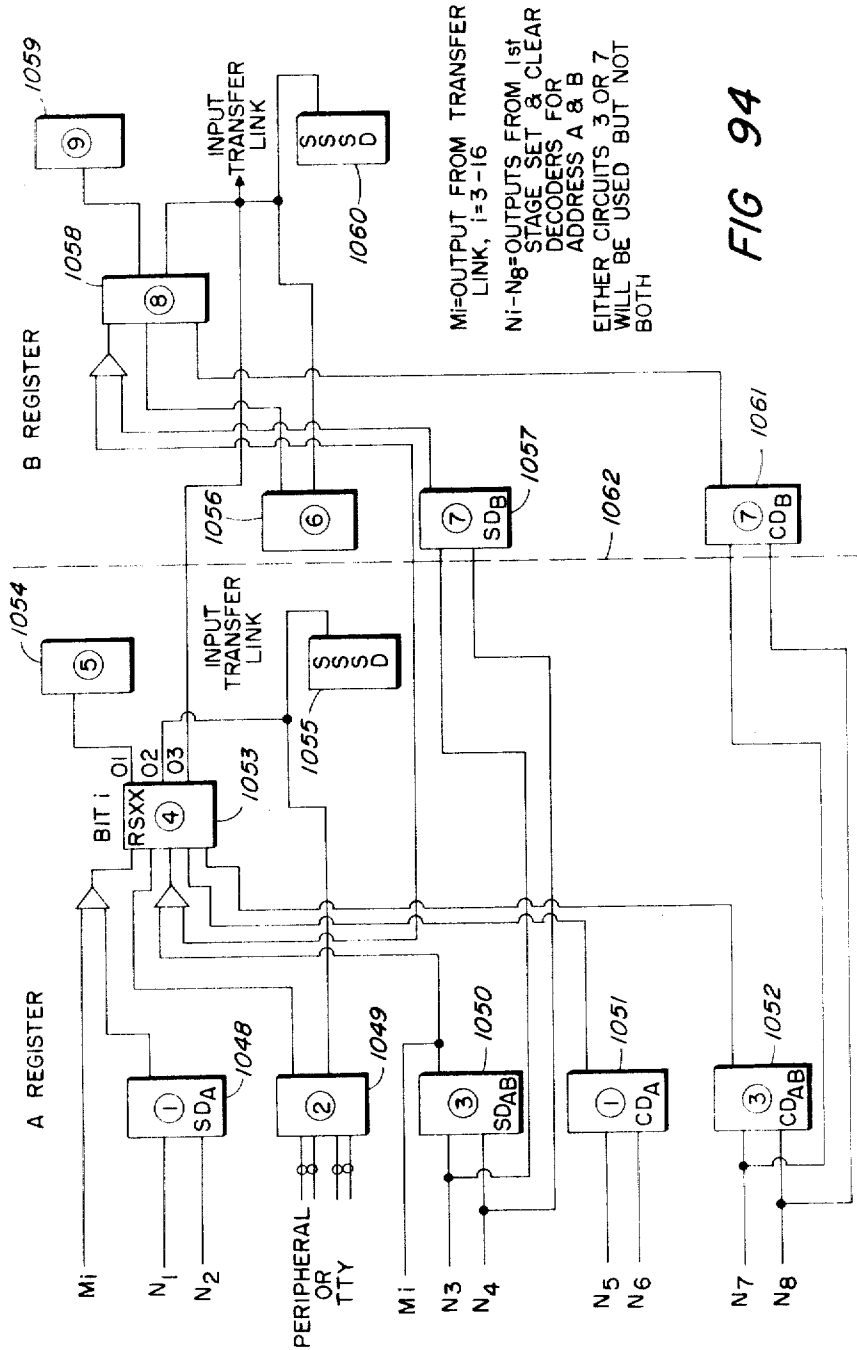 A REGISTER
B REGISTER
Mi
N1
N2
PERIPHERAL
OR
TTY
Mi
N3
N4
N5
N6
N7
N8
1 SDA
1048
2
1049
3 SDAB
1050
1 CDA
1051
3 CDAB
1052
BIT i
RSXX
4
O1
O2
O3
1053
5
1054
INPUT
TRANSFER
LINK
SSSD
1055
6
1056
7 SDB
1057
7 CDB
1061
1062
8
1058
9
1059
INPUT
TRANSFER
LINK
SSSD
1060
Mi=OUTPUT FROM TRANSFER
LINK, i=3-16
Ni-N8=OUTPUTS FROM 1st
STAGE SET & CLEAR
DECODERS FOR
ADDRESS A & B
EITHER CIRCUITS 3 OR 7
WILL BE USED BUT NOT
BOTH
FIG 94